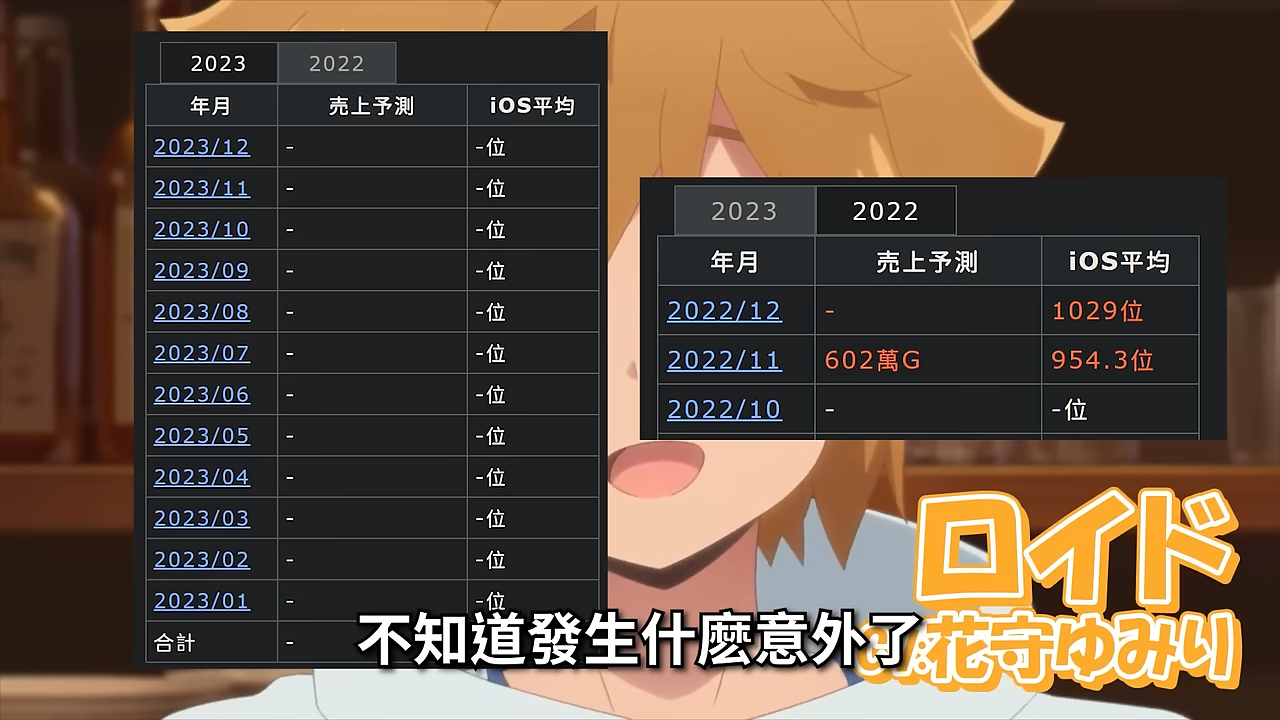 2023 2022
年月 売上予測 iOS平均
2023/12 - -位
2023/11 - -位
2023/10 - -位
2023/09 - -位
2023/08 - -位
2023/07 - -位
2023/06 - -位
2023/05 - -位
2023/04 - -位
2023/03 - -位
2023/02 - -位
2023/01 - -位
合計 -
2023 2022
年月 売上予測 iOS平均
2022/12 - 1029位
2022/11 602萬G 954.3位
2022/10 - -位
ロイド
花守ゆみり
不知道發生什麽意外了